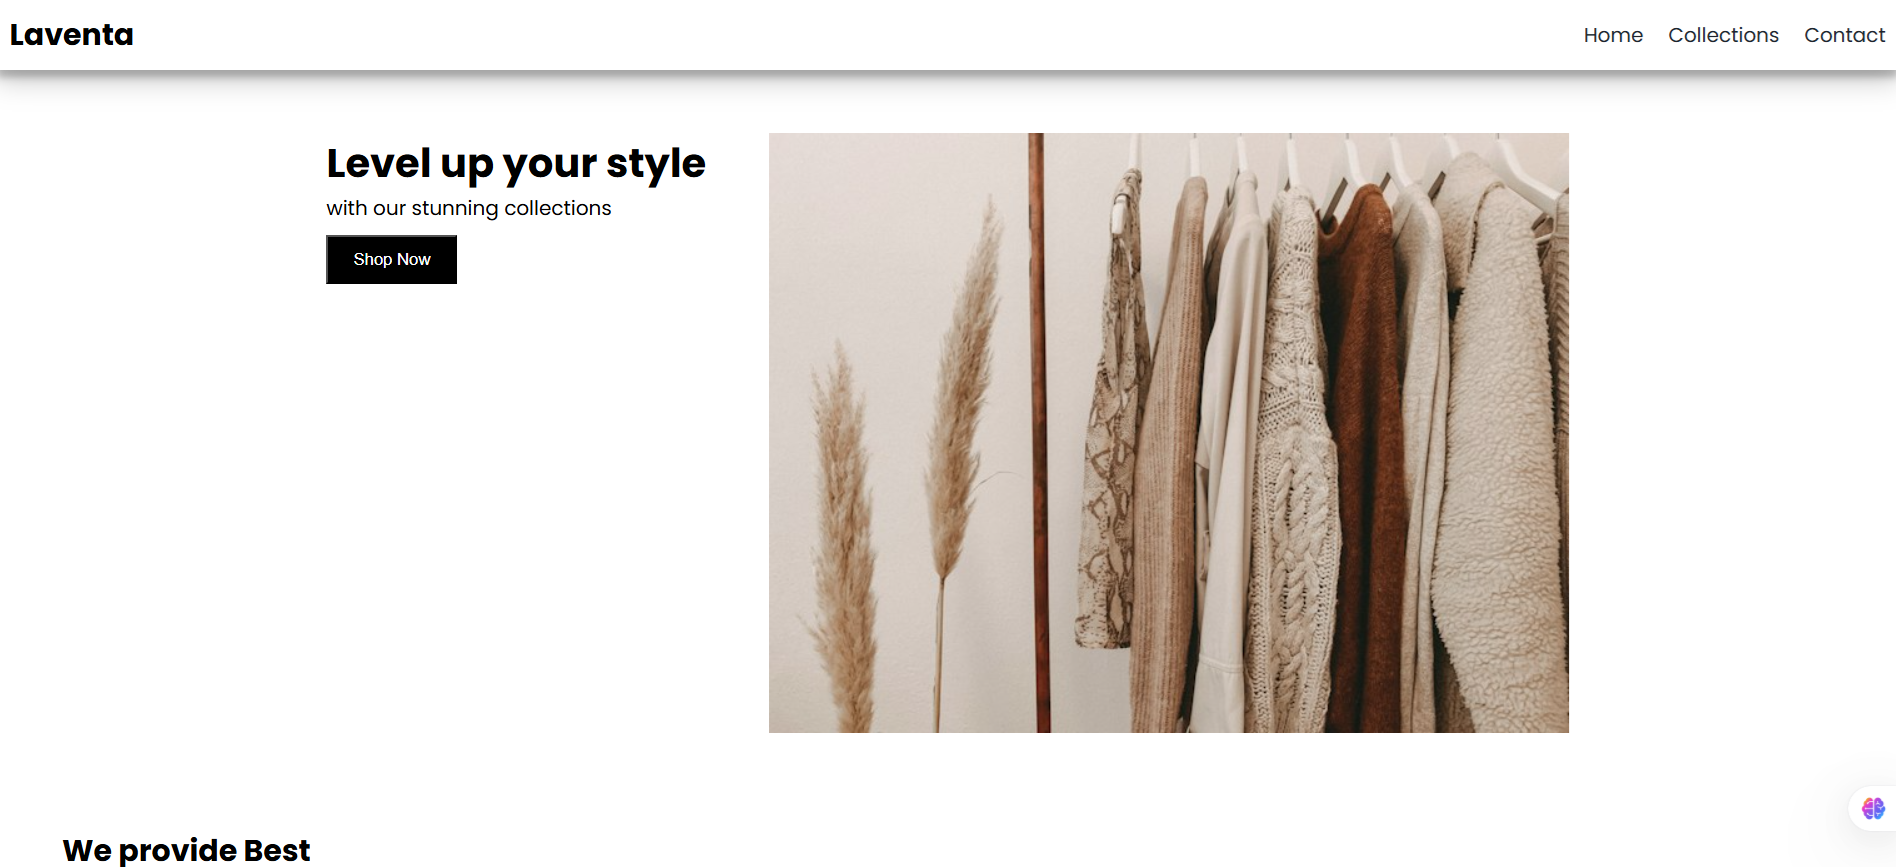 Laventa
Home Collections Contact
Level up your style
with our stunning collections
Shop Now
We provide Best